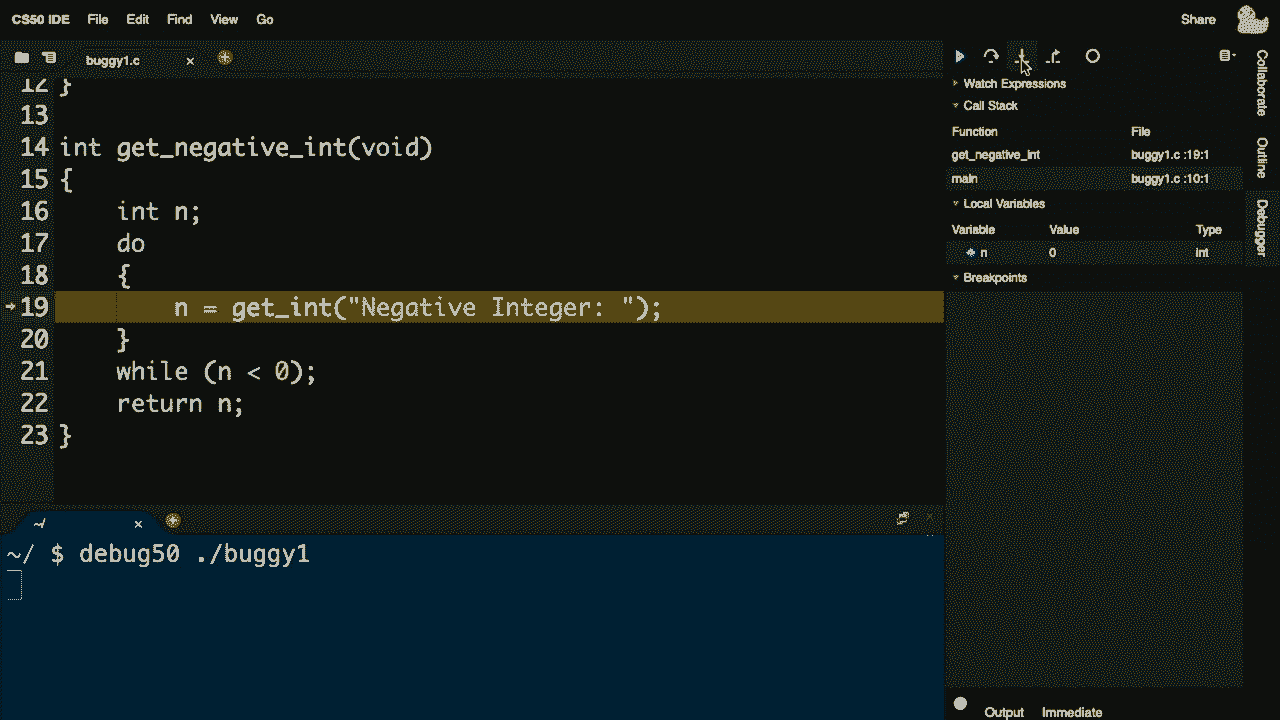 CS50 IDE File Edit Find View Go Share
buggy1.c ×
12 }
13
14 int get_negative_int(void)
15 {
16 int n;
17 do
18 {
19 n = get_int("Negative Integer: ");
20 }
21 while (n < 0);
22 return n;
23 }
~/ $ debug50 ./buggy1
Watch Expressions
Call Stack
Function File
get_negative_int buggy1.c :19:1
main buggy1.c :10:1
Local Variables
Variable Value Type
n 0 int
Breakpoints
Output Immediate
Collaborate
Outline
Debugger